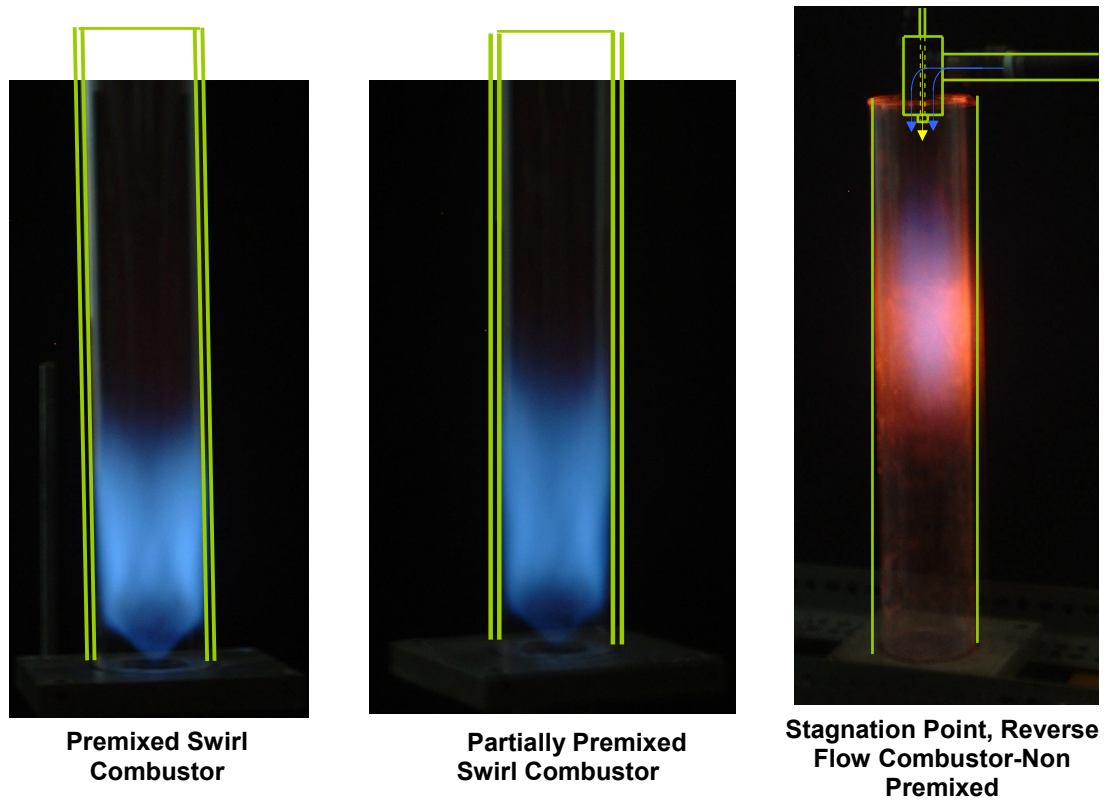 Premixed Swirl
Combustor
Partially Premixed
Swirl Combustor
Stagnation Point, Reverse
Flow Combustor-Non
Premixed